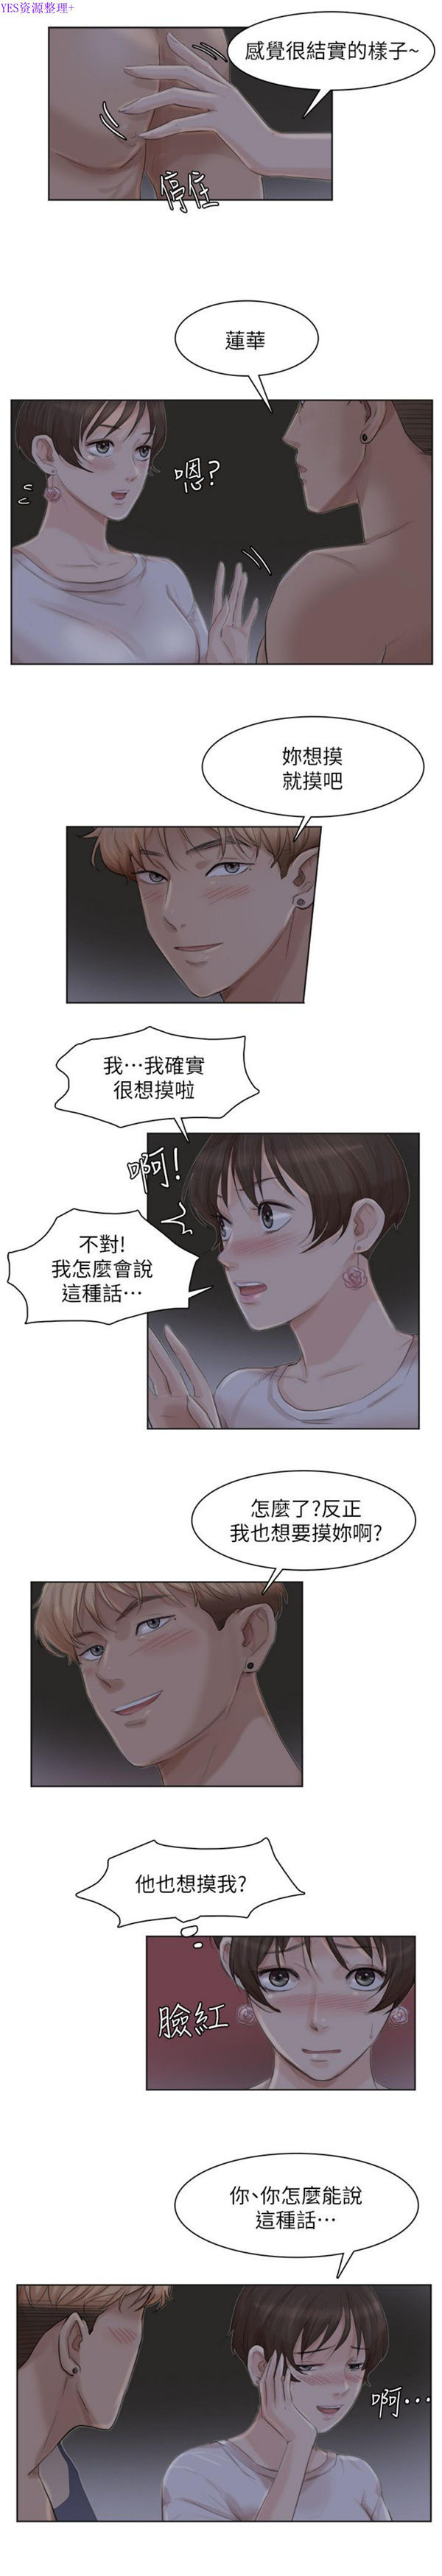 YES资源整理+
感覺很結實的樣子~
停住
蓮華
嗯?
妳想摸
就摸吧
我…我確實
很想摸啦
啊!
不對!
我怎麼會說
這種話…
怎麼了?反正
我也想要摸妳啊?
他也想摸我?
臉紅
你、你怎麼能說
這種話…
啊…